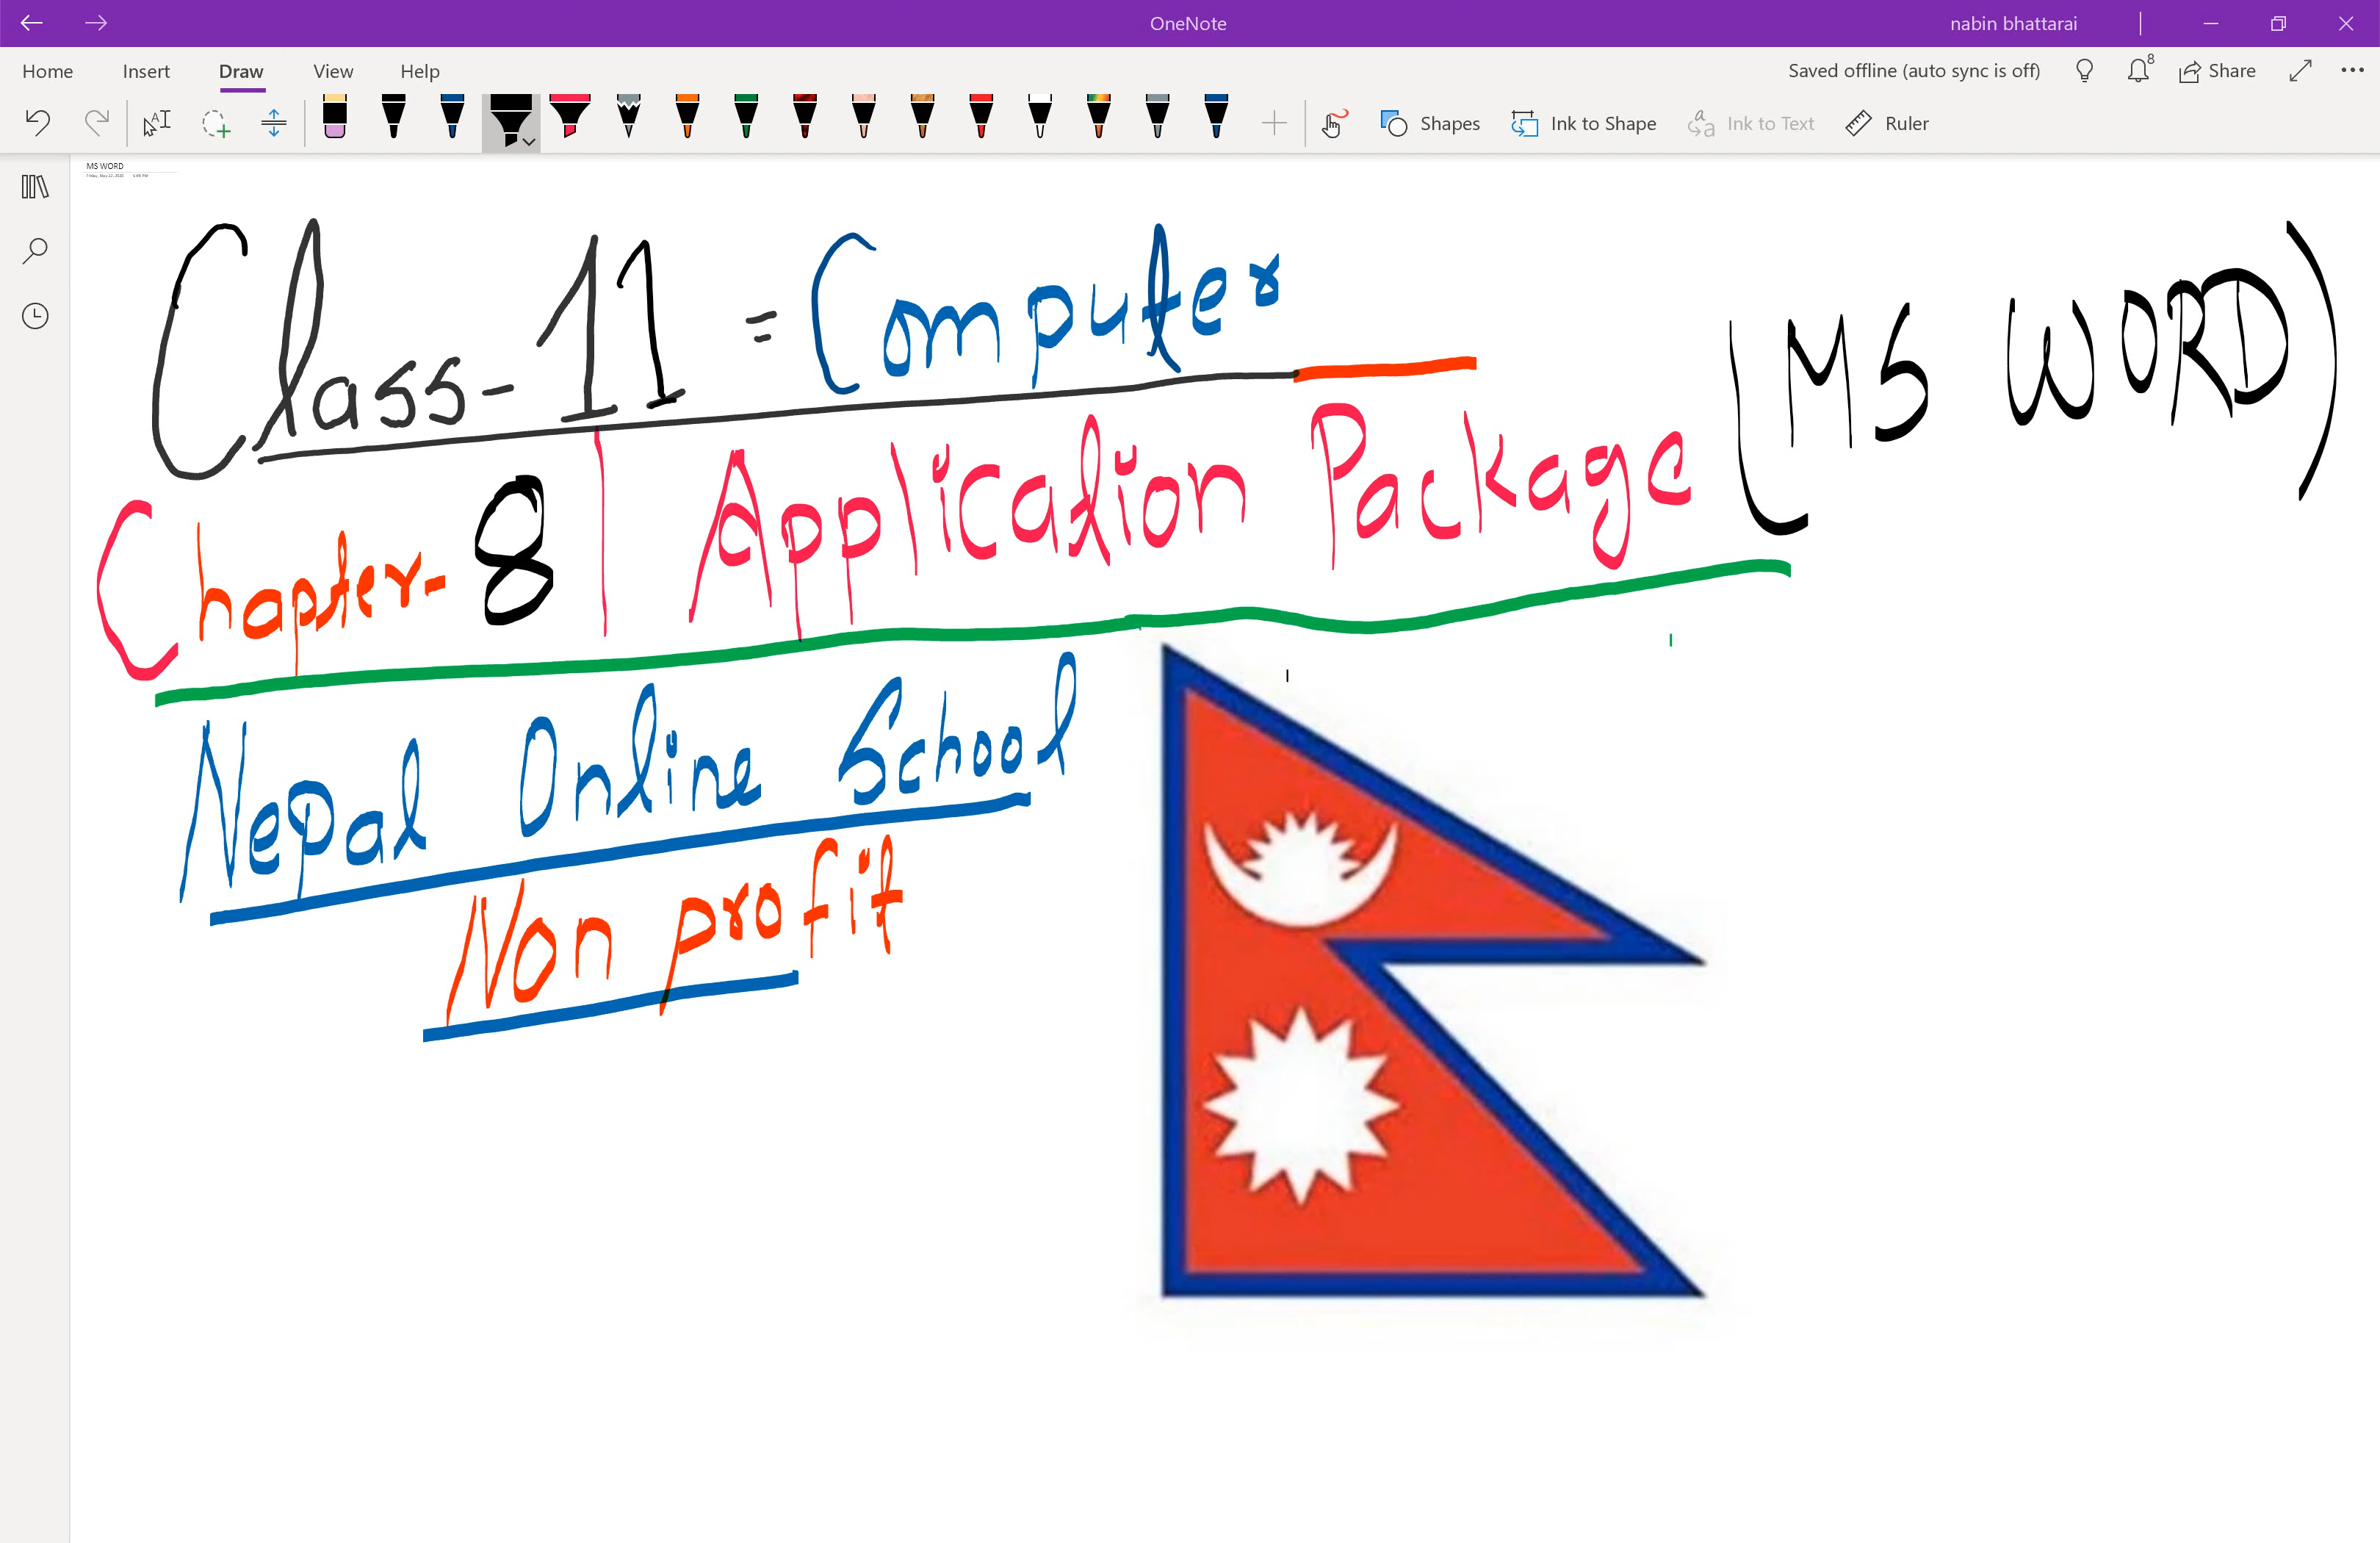 OneNote
nabin bhattarai
Home Insert Draw View Help
Saved offline (auto sync is off)
8
Share
Shapes
Ink to Shape
Ink to Text
Ruler
MS WORD
Class-11 = Computer
(MS WORD)
Chapter-8 | Application Package
Nepal Online School
Non profit